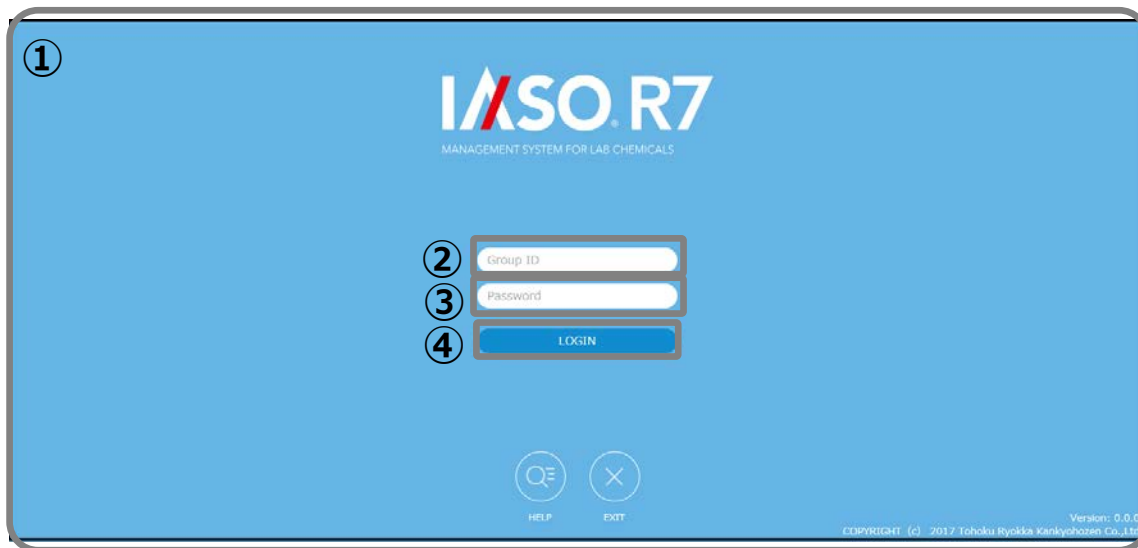 ①
IASO® R7
MANAGEMENT SYSTEM FOR LAB CHEMICALS
② Group ID
③ Password
④ LOGIN
HELP EXIT
Version: 0.0.0
COPYRIGHT (c) 2017 Tohoku Ryokka Kankyohozen Co.,Ltd